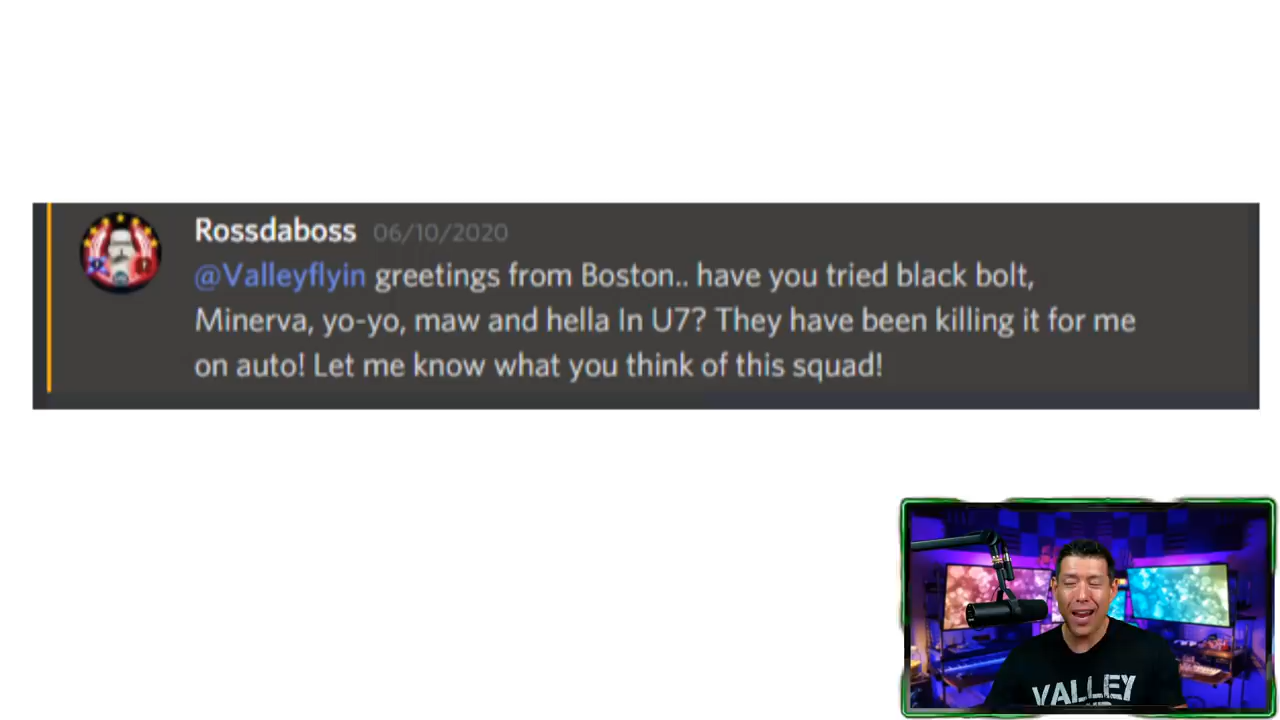 Rossdaboss 06/10/2020
@Valleyflyin greetings from Boston.. have you tried black bolt,
Minerva, yo-yo, maw and hella In U7? They have been killing it for me
on auto! Let me know what you think of this squad!
VALLEY